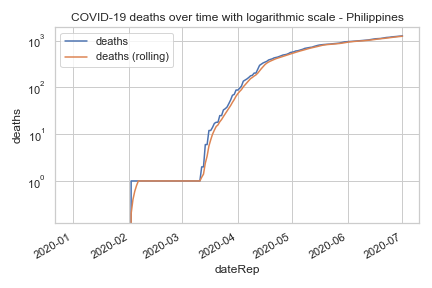 COVID-19 deaths over time with logarithmic scale - Philippines
deaths
deaths (rolling)
10³
10²
10¹
10⁰
deaths
2020-01
2020-02
2020-03
2020-04
2020-05
2020-06
2020-07
dateRep